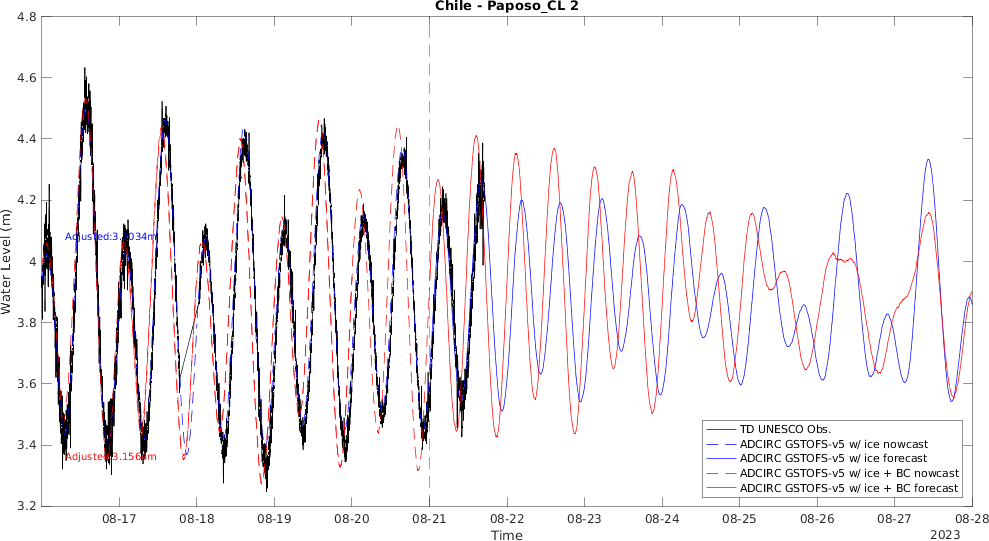 Chile - Paposo_CL 2
4.8
4.6
4.4
4.2
4
3.8
3.6
3.4
3.2
Water Level (m)
08-17
08-18
08-19
08-20
08-21
08-22
08-23
08-24
08-25
08-26
08-27
08-28
Time
2023
TD UNESCO Obs.
ADCIRC GSTOFS-v5 w/ ice nowcast
ADCIRC GSTOFS-v5 w/ ice forecast
ADCIRC GSTOFS-v5 w/ ice + BC nowcast
ADCIRC GSTOFS-v5 w/ ice + BC forecast